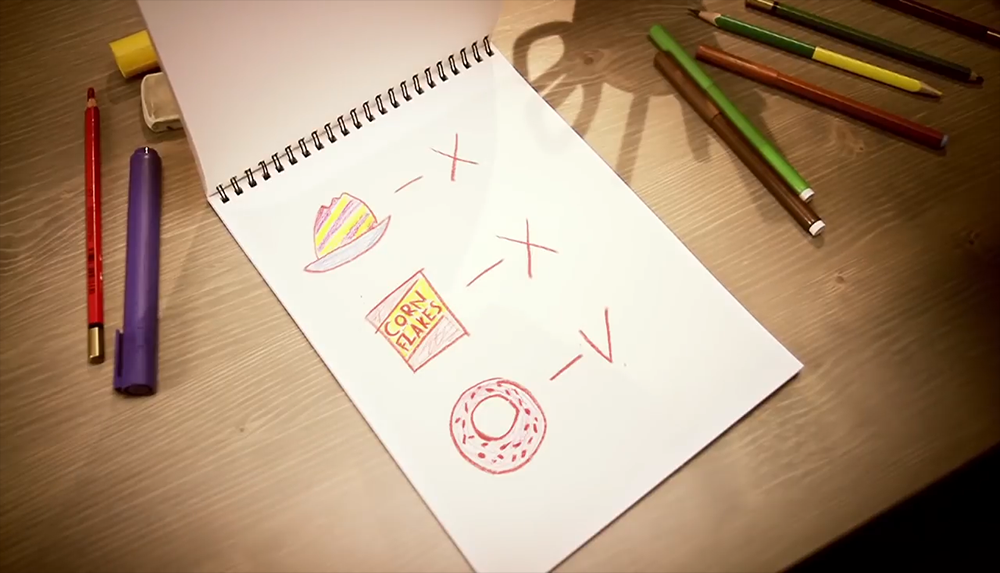 – X
– X
CORN
FLAKES
– V